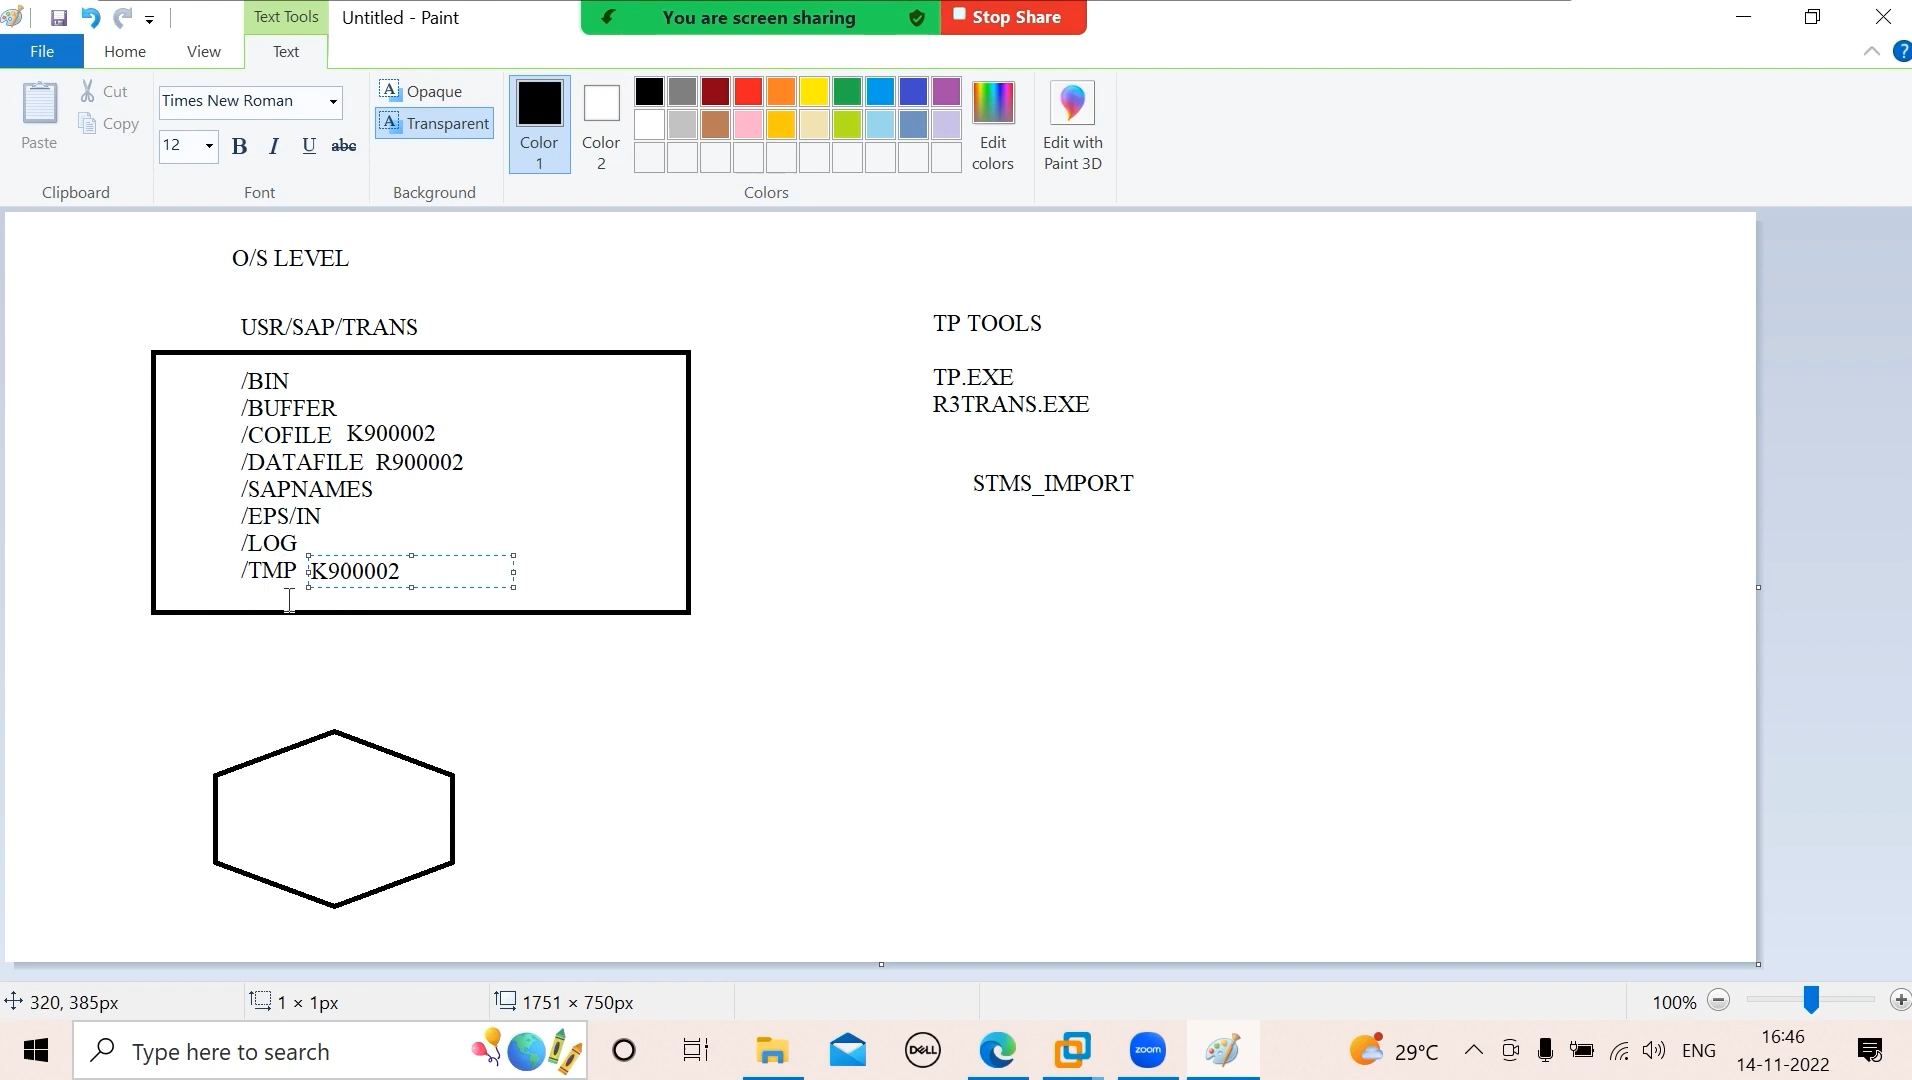 Text Tools
Untitled - Paint
You are screen sharing
Stop Share
File
Home
View
Text
?
Paste
Cut
Copy
Clipboard
Times New Roman
12
B I U abc
Font
A Opaque
A Transparent
Background
Color 1
Color 2
Colors
Edit colors
Edit with Paint 3D
O/S LEVEL
USR/SAP/TRANS
/BIN
/BUFFER
/COFILE K900002
/DATAFILE R900002
/SAPNAMES
/EPS/IN
/LOG
/TMP K900002
TP TOOLS
TP.EXE
R3TRANS.EXE
STMS_IMPORT
320, 385px
1 × 1px
1751 × 750px
100%
Type here to search
DELL
zoom
29°C
ENG
16:46
14-11-2022